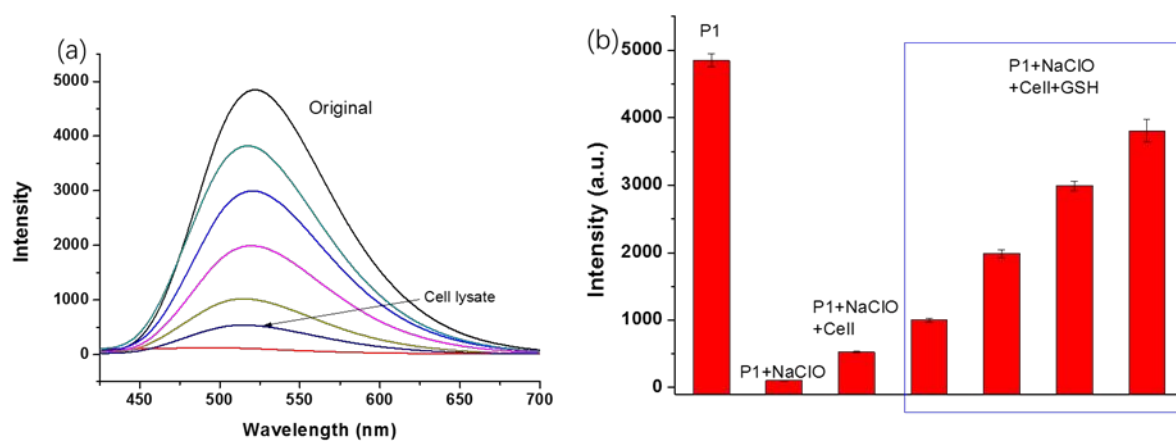 (a)
5000
4000
3000
2000
1000
0
Intensity
Original
Cell lysate
450
500
550
600
650
700
Wavelength (nm)
(b)
5000
4000
3000
2000
1000
0
Intensity (a.u.)
P1
P1+NaClO
P1+NaClO
+Cell
P1+NaClO
+Cell+GSH